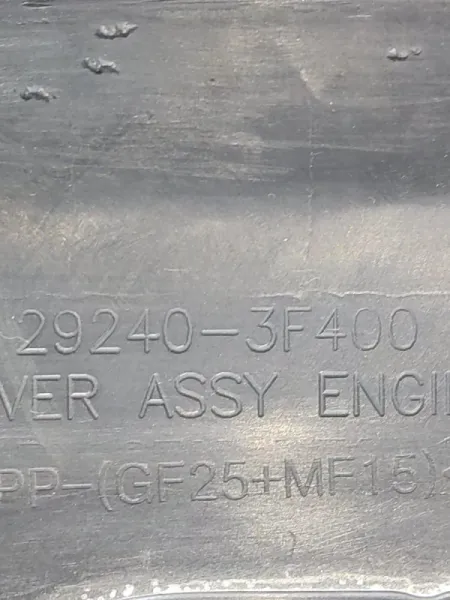 29240-3F400
VER ASSY ENGI
PP-(GF25+MF15)